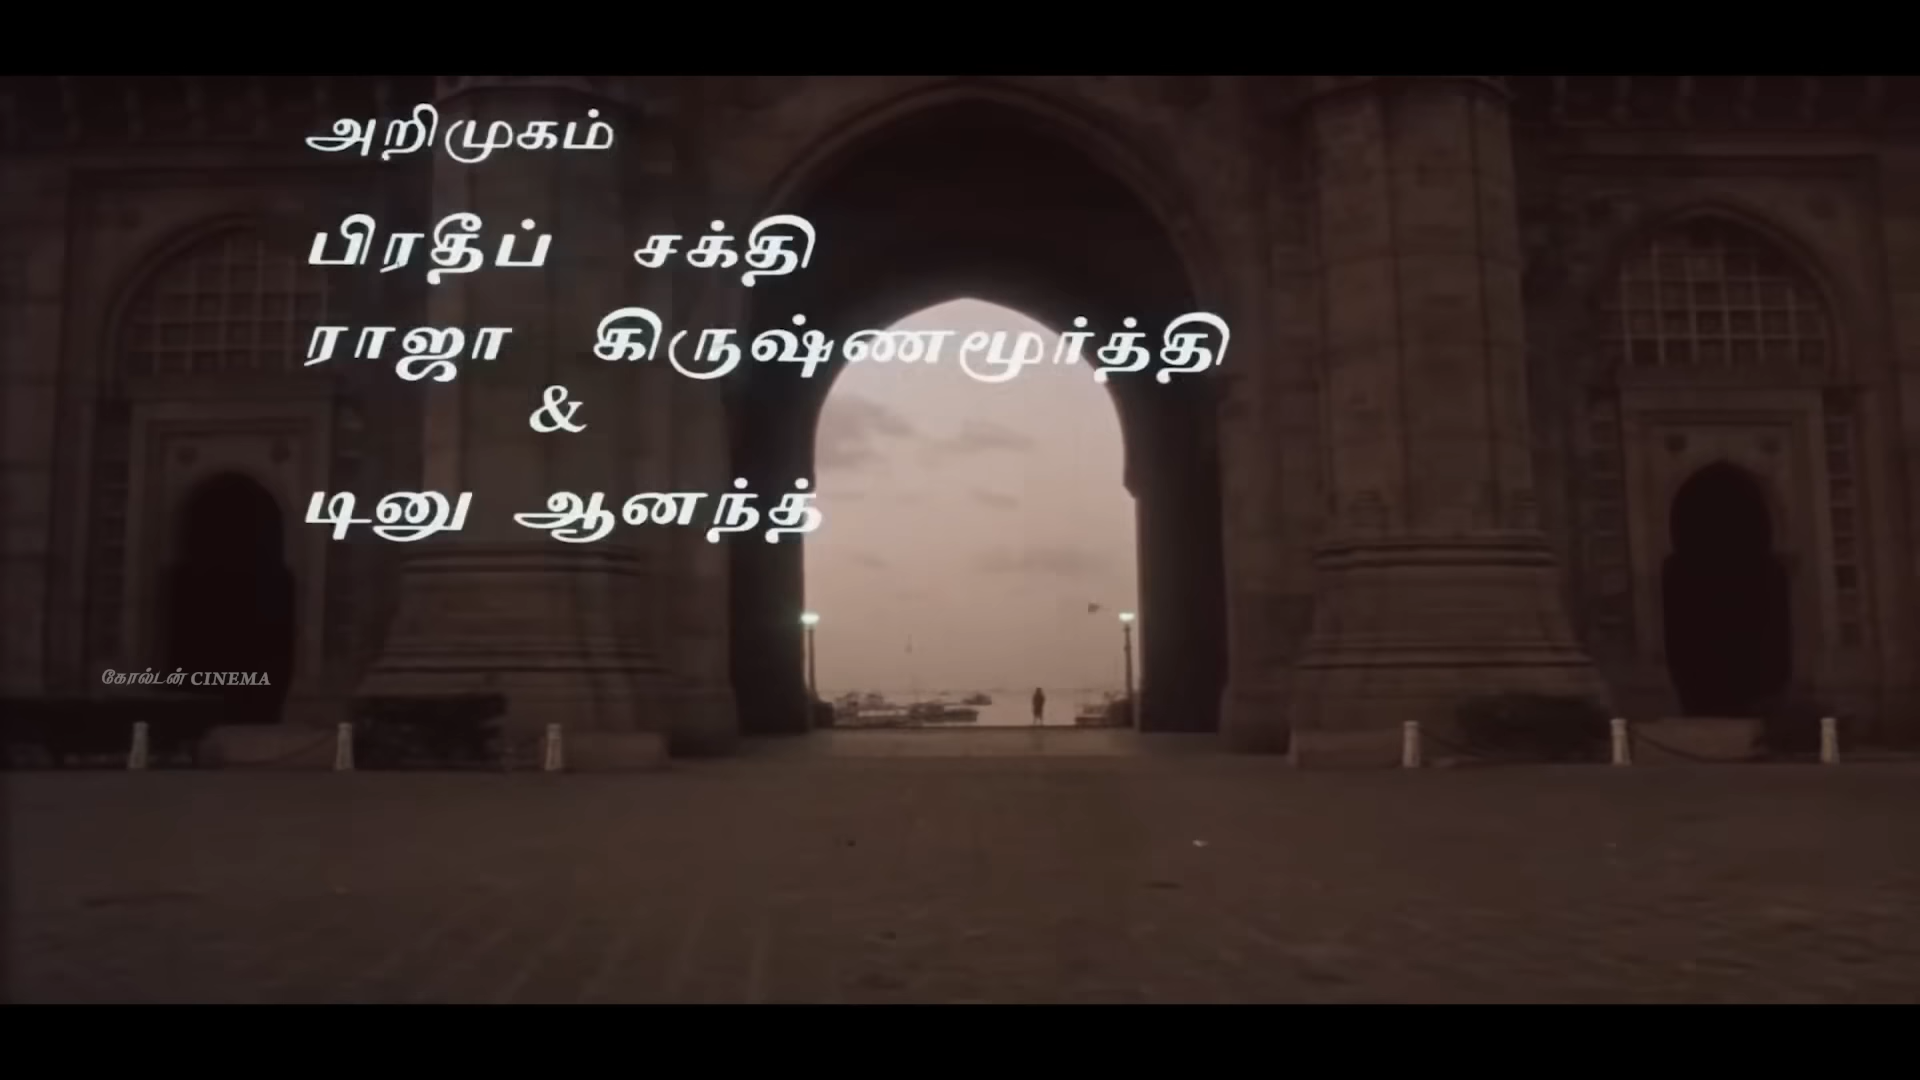 அறிமுகம்
பிரதீப் சக்தி
ராஜா கிருஷ்ணமூர்த்தி
&
டினு ஆனந்த்
கோல்டன் CINEMA